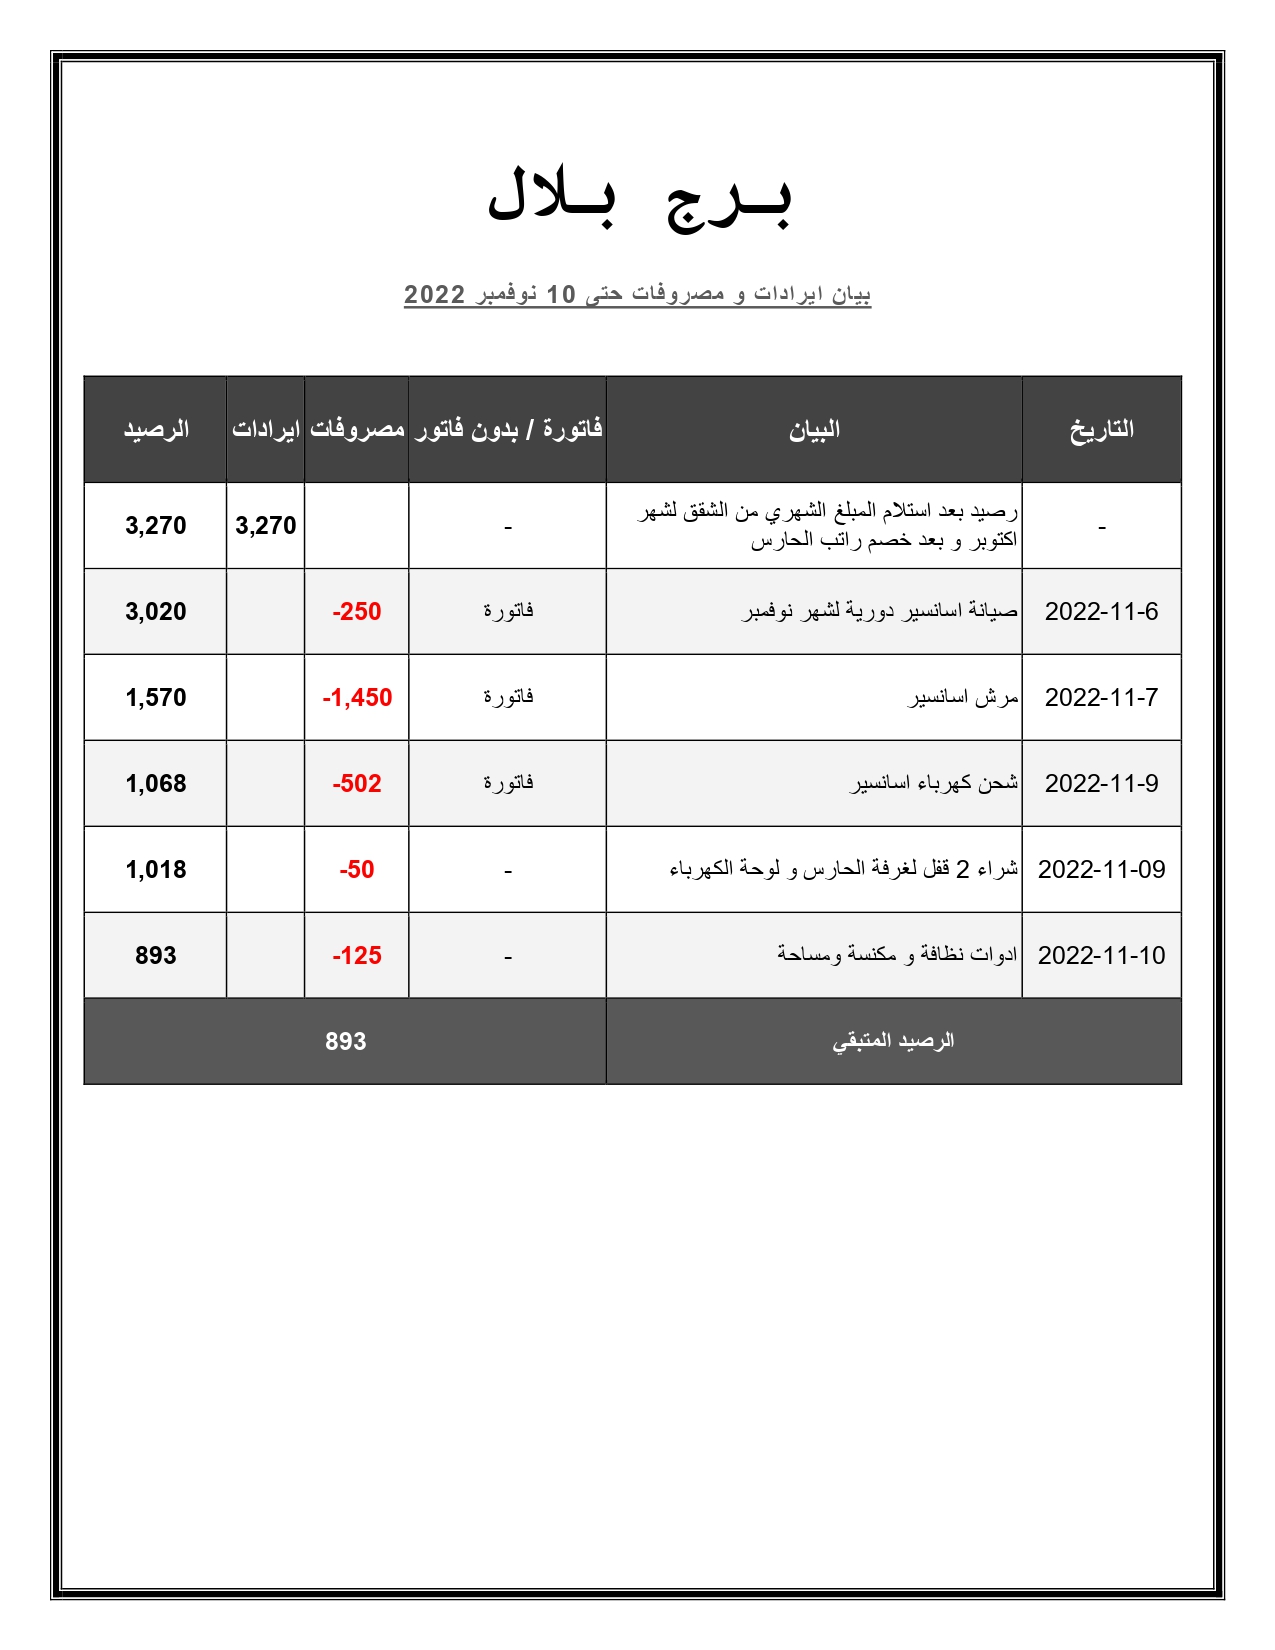 برج بلال
بيان ايرادات و مصروفات حتى 10 نوفمبر 2022
التاريخ البيان فاتورة / بدون فاتور مصروفات ايرادات الرصيد
- رصيد بعد استلام المبلغ الشهري من الشقق لشهر
اكتوبر و بعد خصم راتب الحارس - 3,270 3,270
2022-11-6 صيانة اسانسير دورية لشهر نوفمبر فاتورة -250 3,020
2022-11-7 مرش اسانسير فاتورة -1,450 1,570
2022-11-9 شحن كهرباء اسانسير فاتورة -502 1,068
2022-11-09 شراء 2 قفل لغرفة الحارس و لوحة الكهرباء - -50 1,018
2022-11-10 ادوات نظافة و مكنسة ومساحة - -125 893
الرصيد المتبقي 893